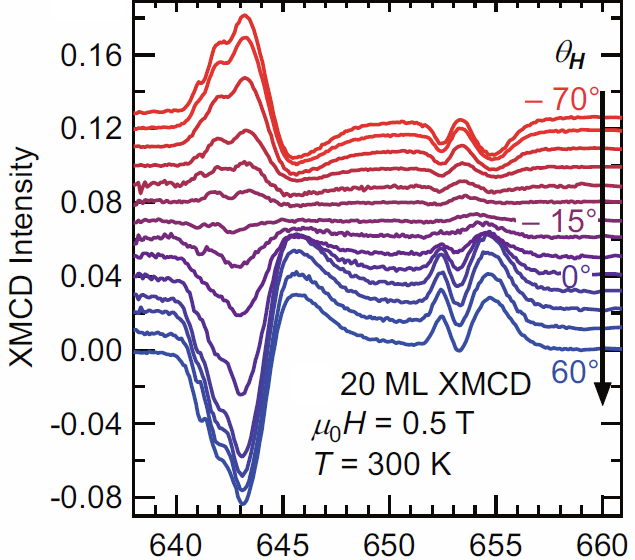 XMCD Intensity
0.16
0.12
0.08
0.04
0.00
-0.04
-0.08
θH
– 70°
– 15°
0°
60°
20 ML XMCD
μ0H = 0.5 T
T = 300 K
640 645 650 655 660